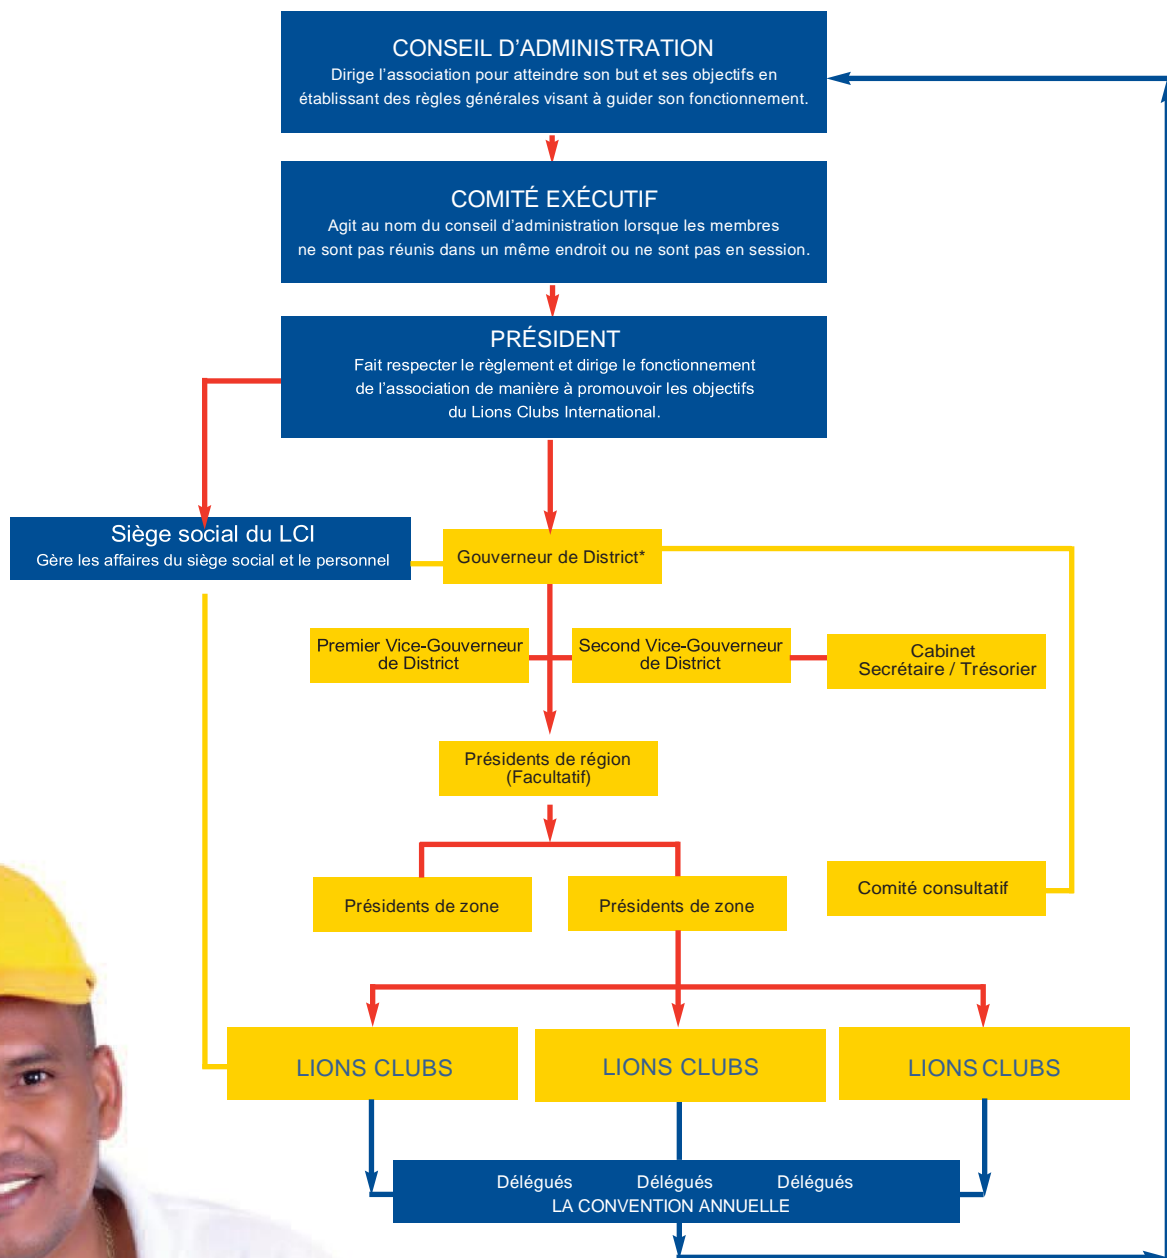 CONSEIL D’ADMINISTRATION
Dirige l’association pour atteindre son but et ses objectifs en
établissant des règles générales visant à guider son fonctionnement.
COMITÉ EXÉCUTIF
Agit au nom du conseil d’administration lorsque les membres
ne sont pas réunis dans un même endroit ou ne sont pas en session.
PRÉSIDENT
Fait respecter le règlement et dirige le fonctionnement
de l’association de manière à promouvoir les objectifs
du Lions Clubs International.
Siège social du LCI
Gère les affaires du siège social et le personnel
Gouverneur de District*
Premier Vice-Gouverneur
de District
Second Vice-Gouverneur
de District
Cabinet
Secrétaire / Trésorier
Présidents de région
(Facultatif)
Présidents de zone
Présidents de zone
Comité consultatif
LIONS CLUBS
LIONS CLUBS
LIONS CLUBS
Délégués Délégués Délégués
LA CONVENTION ANNUELLE